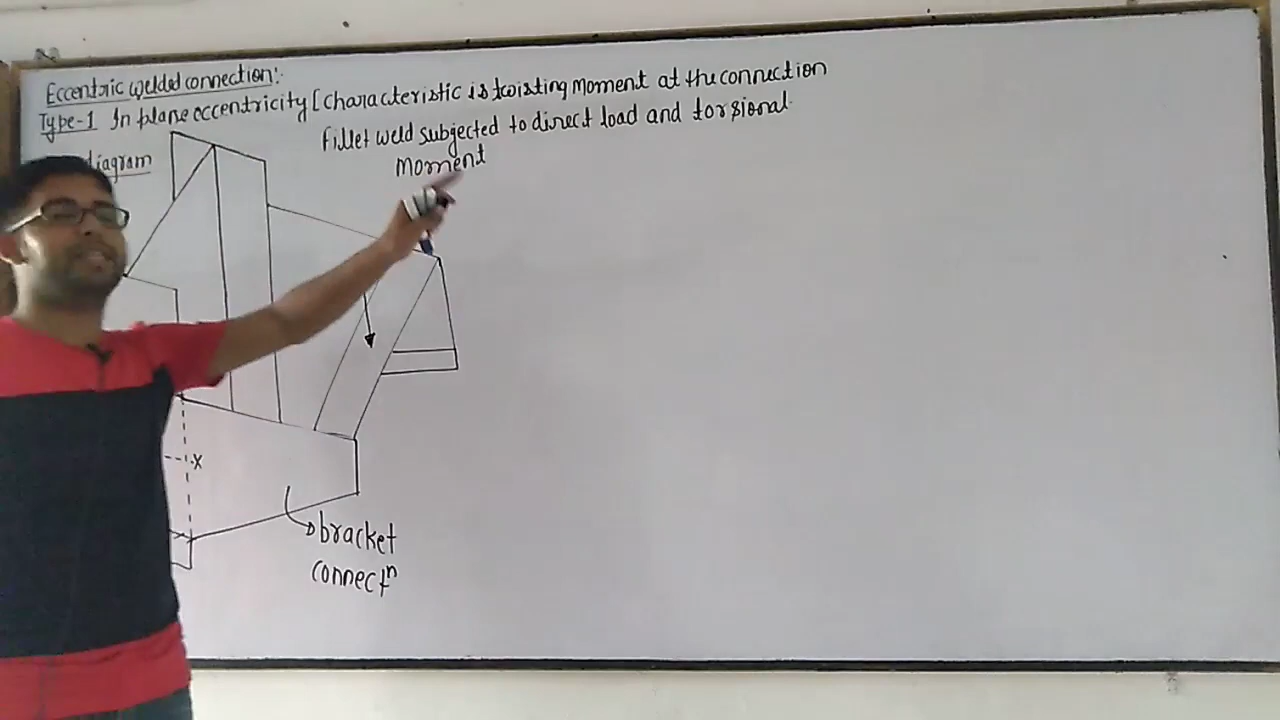 Eccentric welded connection:
Type-1 In plane eccentricity [characteristic is twisting Moment at the connection
fillet weld subjected to direct load and torsional
Moment
diagram
X
bracket
connectⁿ